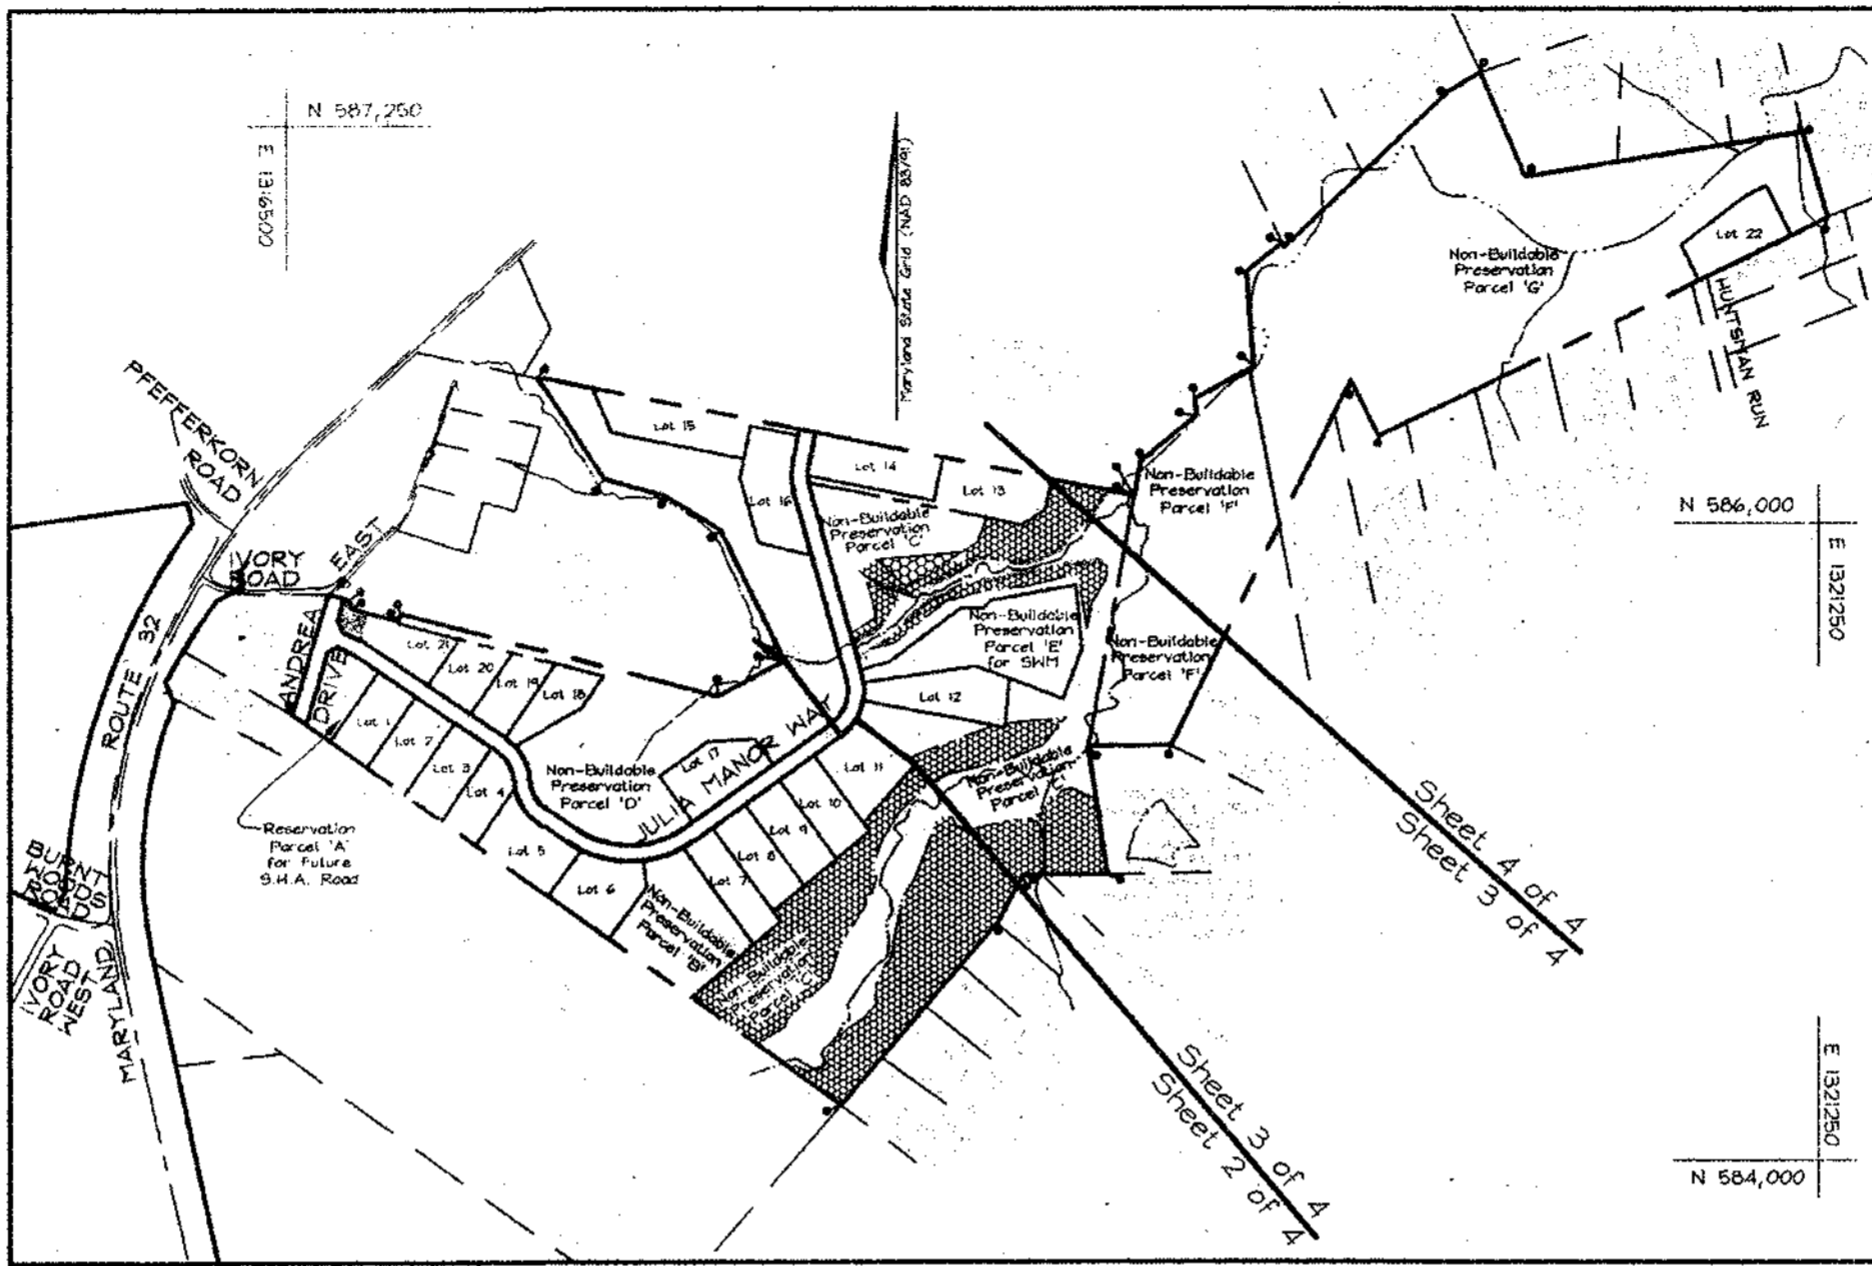 N 587,250
E 1316500
Maryland State Grid (NAD 83/91)
PFEFFERKORN
ROAD
IVORY
ROAD
EAST
ANDREA
DRIVE
ROUTE 32
MARYLAND
BURNT
WOODS
ROAD
IVORY
ROAD
WEST
Reservation
Parcel 'A'
for Future
S.H.A. Road
Lot 15
Lot 16
Lot 14
Lot 13
Non-Buildable
Preservation
Parcel 'C'
Non-Buildable
Preservation
Parcel 'E'
for SWM
Lot 12
Lot 21
Lot 20
Lot 19
Lot 18
Lot 1
Lot 2
Lot 3
Lot 4
Lot 5
Lot 6
Non-Buildable
Preservation
Parcel 'D'
Lot 17
JULIA MANOR WAY
Lot 11
Lot 10
Lot 9
Lot 8
Lot 7
Non-Buildable
Preservation
Parcel 'B'
Non-Buildable
Preservation
Parcel 'C'
Non-Buildable
Preservation
Parcel 'C'
Non-Buildable
Preservation
Parcel 'F'
Non-Buildable
Preservation
Parcel 'F'
Non-Buildable
Preservation
Parcel 'G'
Lot 22
HUNTSMAN RUN
N 586,000
E 1321250
Sheet 4 of 4
Sheet 3 of 4
Sheet 3 of 4
Sheet 2 of 4
E 1321250
N 584,000